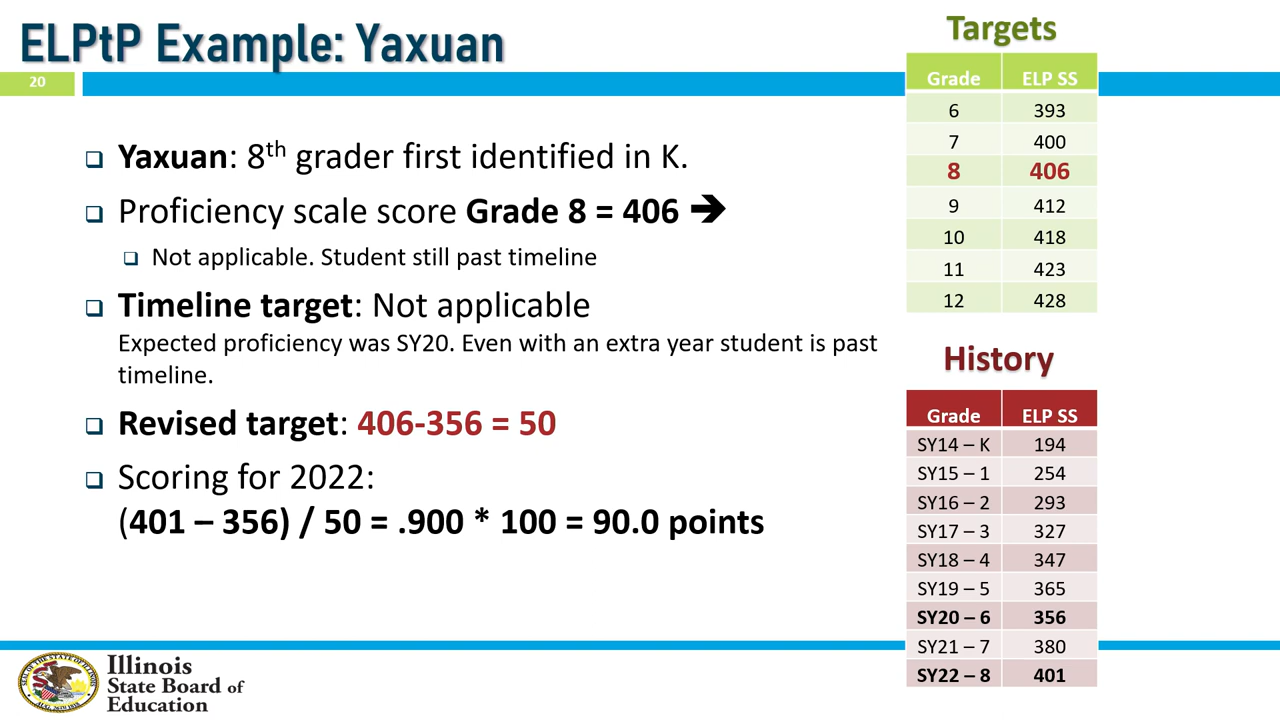 ELPtP Example: Yaxuan
20
Yaxuan: 8th grader first identified in K.
Proficiency scale score Grade 8 = 406 ➔
Not applicable. Student still past timeline
Timeline target: Not applicable
Expected proficiency was SY20. Even with an extra year student is past
timeline.
Revised target: 406-356 = 50
Scoring for 2022:
(401 – 356) / 50 = .900 * 100 = 90.0 points
Targets
Grade ELP SS
6 393
7 400
8 406
9 412
10 418
11 423
12 428
History
Grade ELP SS
SY14 – K 194
SY15 – 1 254
SY16 – 2 293
SY17 – 3 327
SY18 – 4 347
SY19 – 5 365
SY20 – 6 356
SY21 – 7 380
SY22 – 8 401
Illinois
State Board of
Education